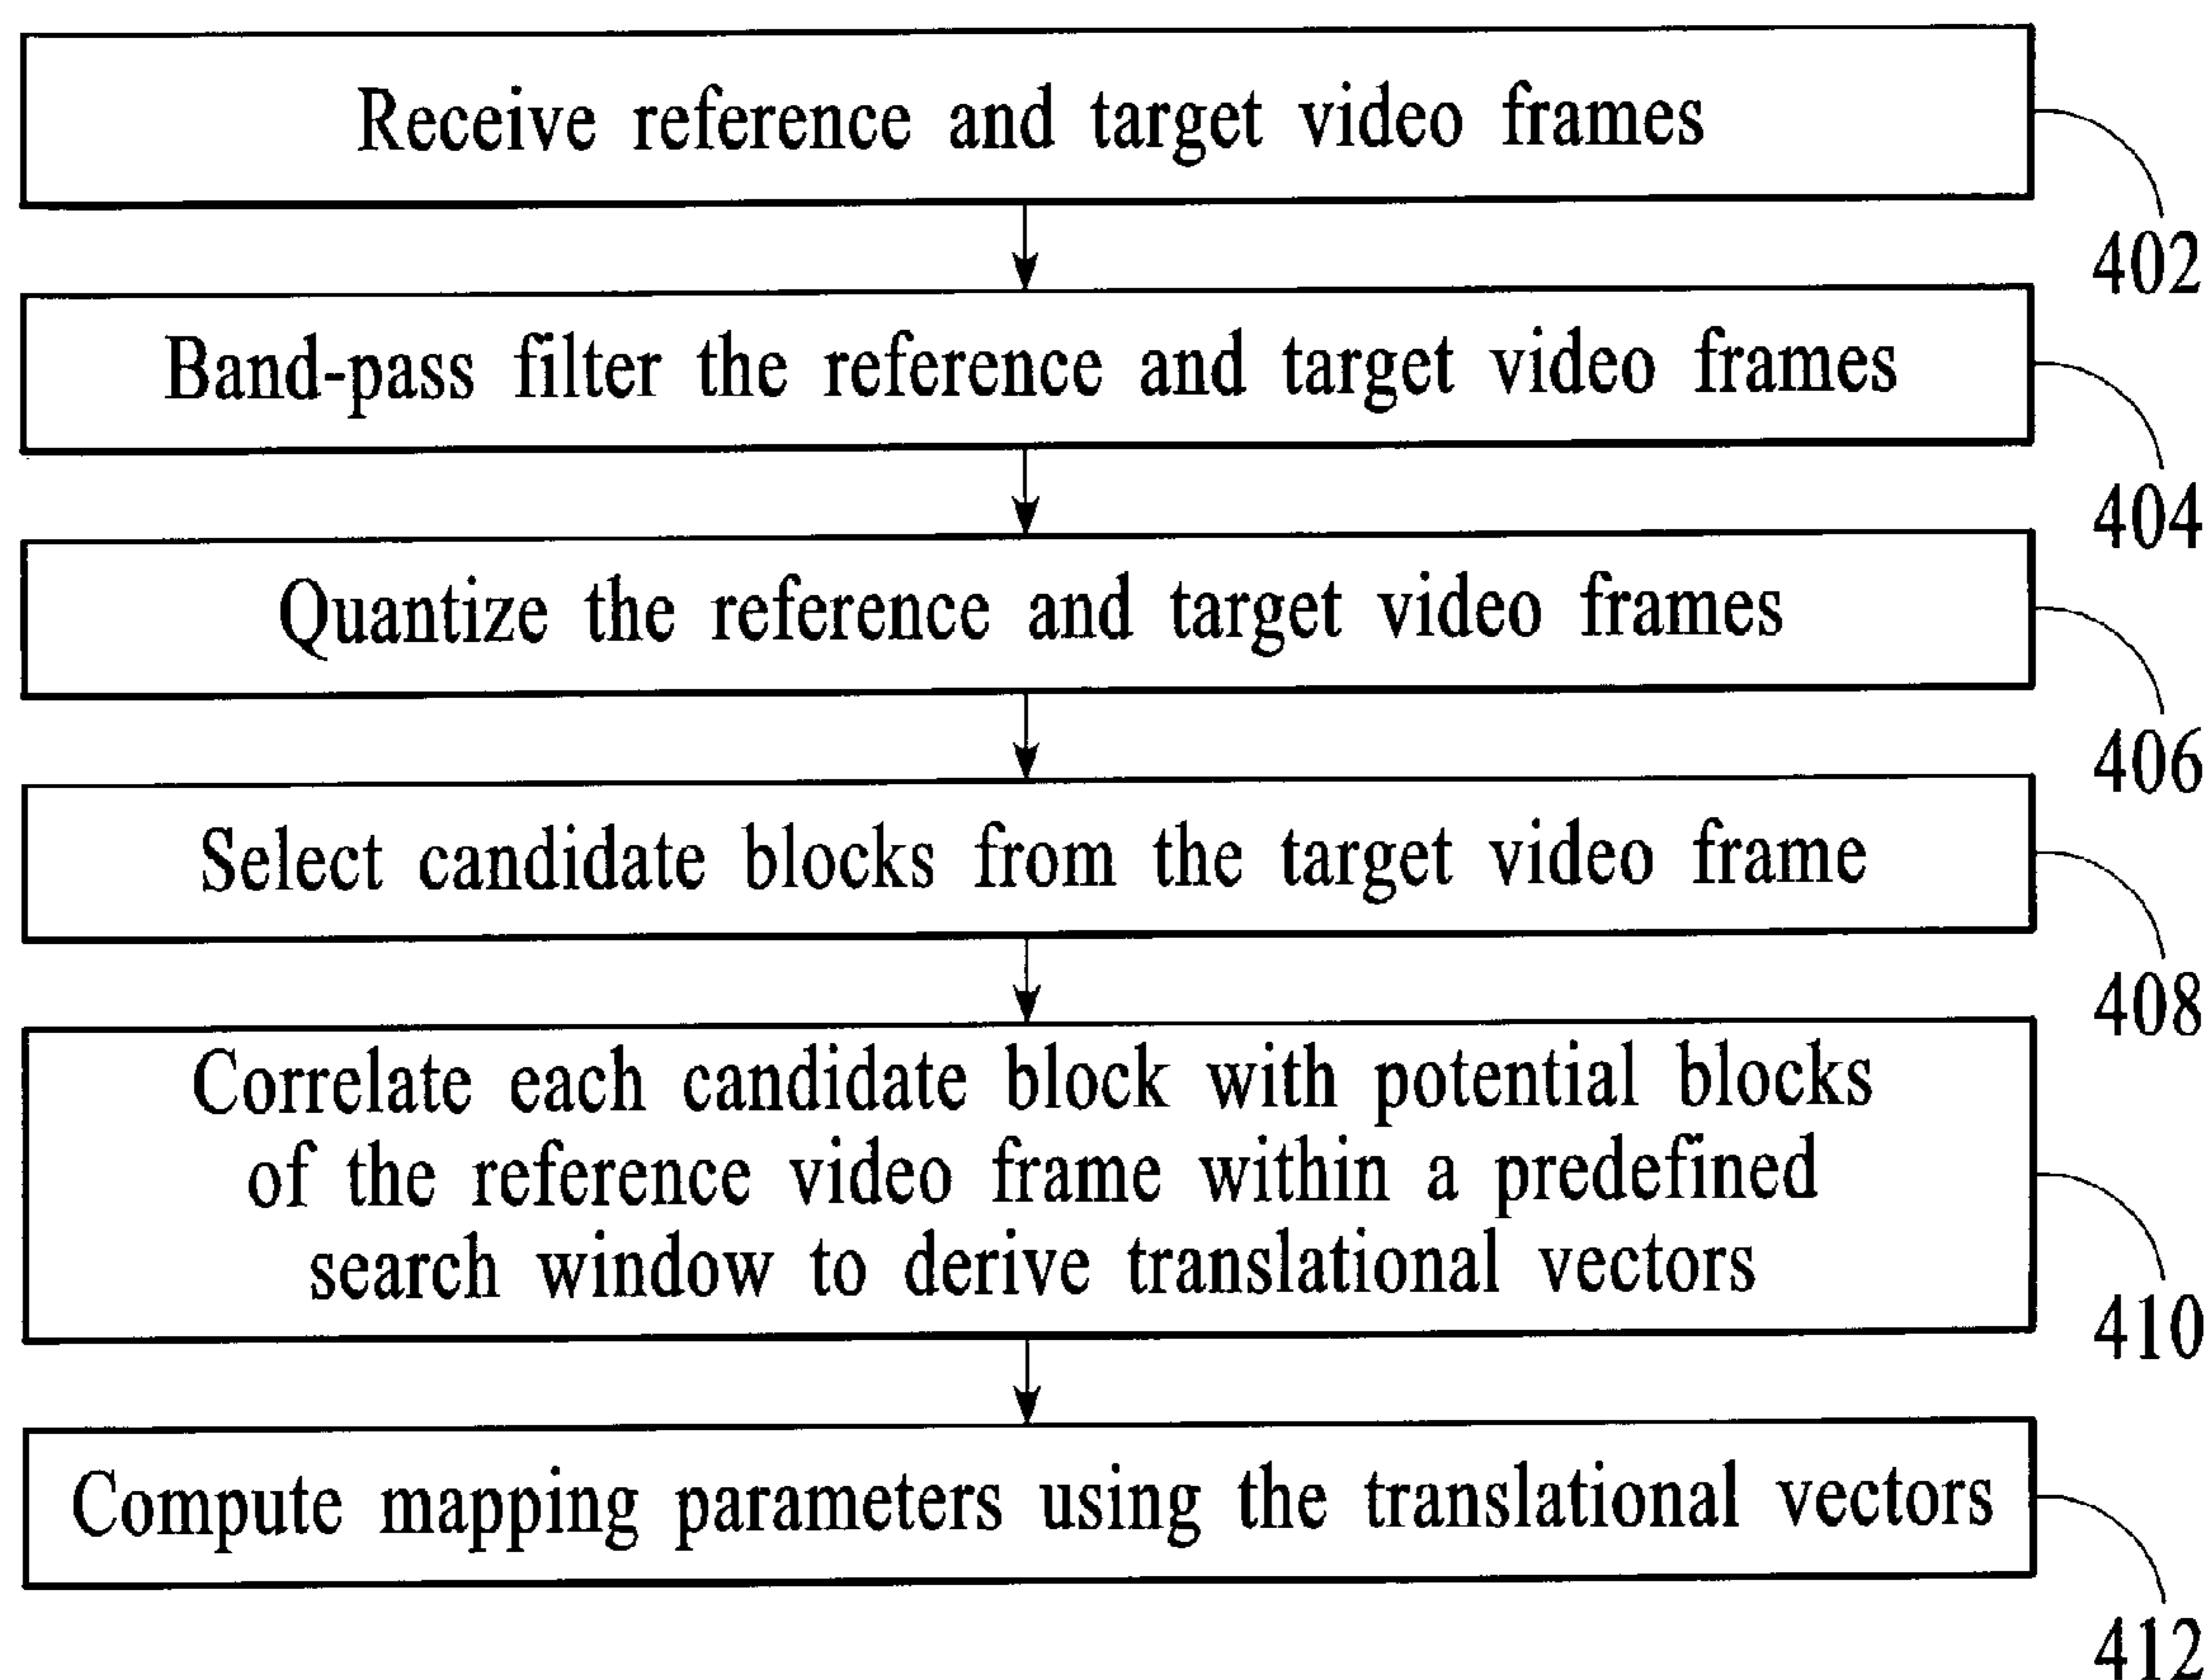 Receive reference and target video frames
402
Band-pass filter the reference and target video frames
404
Quantize the reference and target video frames
406
Select candidate blocks from the target video frame
408
Correlate each candidate block with potential blocks
of the reference video frame within a predefined
search window to derive translational vectors
410
Compute mapping parameters using the translational vectors
412